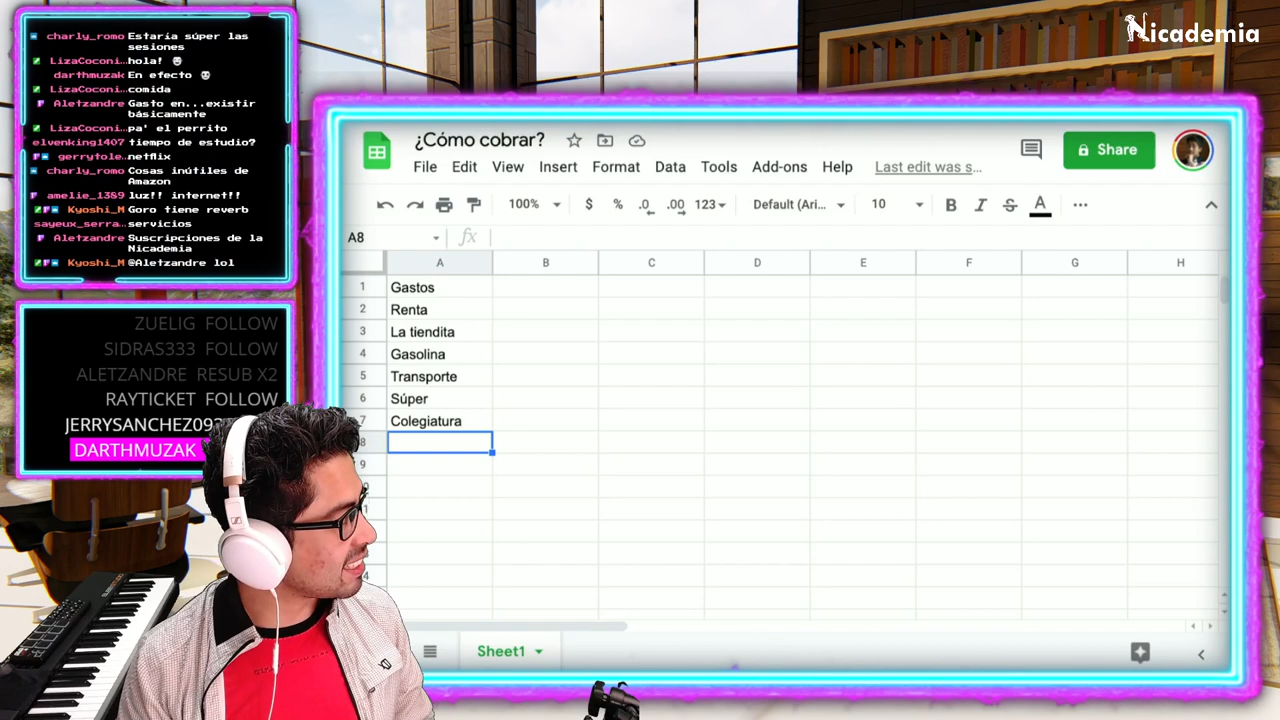 charly_romo Estaría súper las
sesiones
LizaCoconi… hola!
darthmuzak En efecto
LizaCoconi… comida
Aletzandre Gasto en...existir
básicamente
LizaCoconi… pa' el perrito
elvenking1407 tiempo de estudio?
gerrytole… netflix
charly_romo Cosas inútiles de
Amazon
amelie_1389 luz!! internet!!
Kyoshi_M Goro tiene reverb
sayeux_serra… servicios
Aletzandre Suscripciones de la
Nicademia
Kyoshi_M @Aletzandre lol
ZUELIG FOLLOW
SIDRAS333 FOLLOW
ALETZANDRE RESUB X2
RAYTICKET FOLLOW
JERRYSANCHEZ09
DARTHMUZAK
Nicademia
¿Cómo cobrar?
File Edit View Insert Format Data Tools Add-ons Help Last edit was s…
Share
100% $ % .0 .00 123 Default (Ari... 10 B I S A
A8 fx
A B C D E F G H
1 Gastos
2 Renta
3 La tiendita
4 Gasolina
5 Transporte
6 Súper
7 Colegiatura
8
9
Sheet1